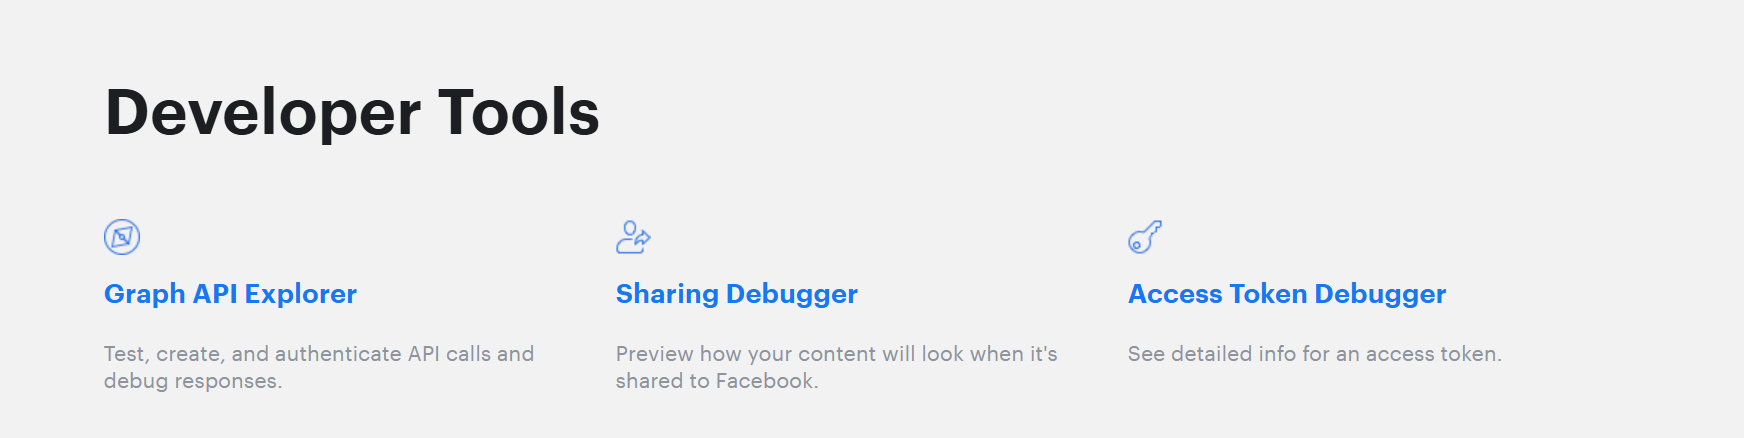 Developer Tools
Graph API Explorer
Test, create, and authenticate API calls and
debug responses.
Sharing Debugger
Preview how your content will look when it's
shared to Facebook.
Access Token Debugger
See detailed info for an access token.